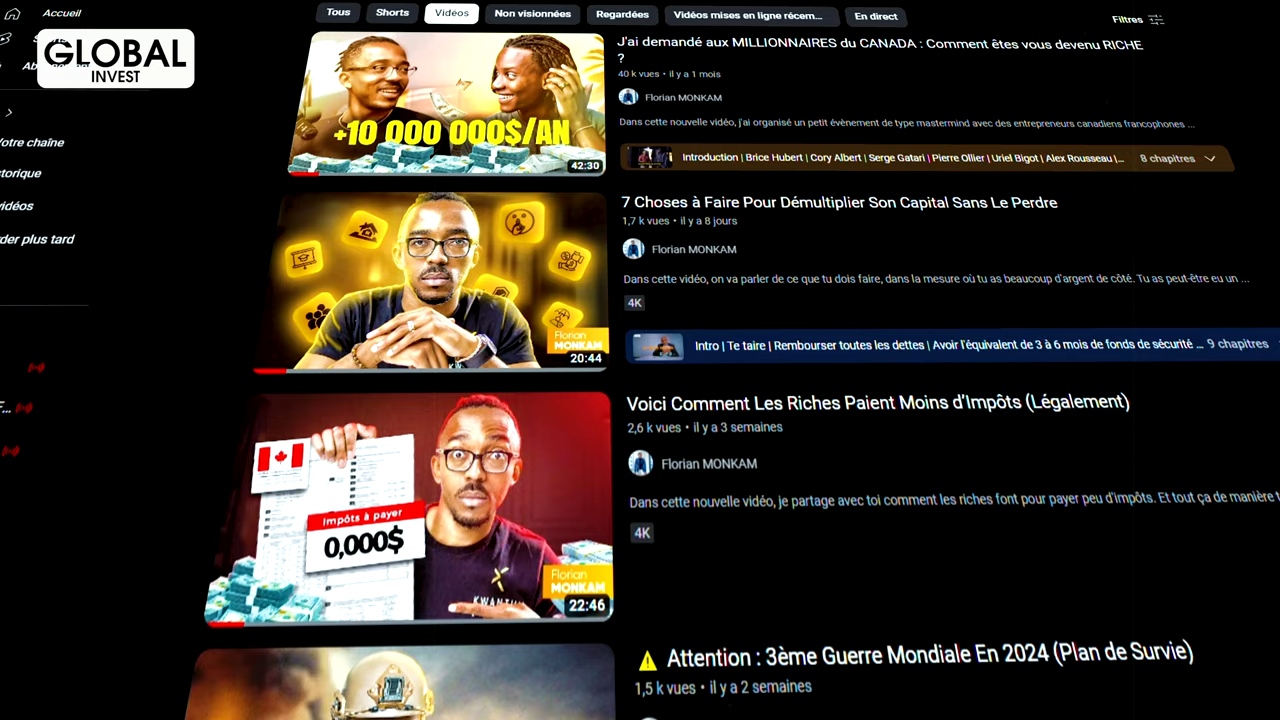 Accueil
Tous
Shorts
Vidéos
Non visionnées
Regardées
Vidéos mises en ligne récem...
En direct
Filtres
GLOBAL
INVEST
Votre chaîne
+10 000 000$/AN
42:30
J'ai demandé aux MILLIONNAIRES du CANADA : Comment êtes vous devenu RICHE
?
40 k vues • il y a 1 mois
Florian MONKAM
Dans cette nouvelle vidéo, j'ai organisé un petit évènement de type mastermind avec des entrepreneurs canadiens francophones ...
Introduction | Brice Hubert | Cory Albert | Serge Gatari | Pierre Ollier | Uriel Bigot | Alex Rousseau |...
8 chapitres
storique
vidéos
der plus tard
Florian
MONKAM
20:44
7 Choses à Faire Pour Démultiplier Son Capital Sans Le Perdre
1,7 k vues • il y a 8 jours
Florian MONKAM
Dans cette vidéo, on va parler de ce que tu dois faire, dans la mesure où tu as beaucoup d'argent de côté. Tu as peut-être eu un ...
4K
Intro | Te taire | Rembourser toutes les dettes | Avoir l'équivalent de 3 à 6 mois de fonds de sécurité ...
9 chapitres
Impôts à payer
0,000$
KWANTU
Florian
MONKAM
22:46
Voici Comment Les Riches Paient Moins d'Impôts (Légalement)
2,6 k vues • il y a 3 semaines
Florian MONKAM
Dans cette nouvelle vidéo, je partage avec toi comment les riches font pour payer peu d'impôts. Et tout ça de manière
4K
Attention : 3ème Guerre Mondiale En 2024 (Plan de Survie)
1,5 k vues • il y a 2 semaines